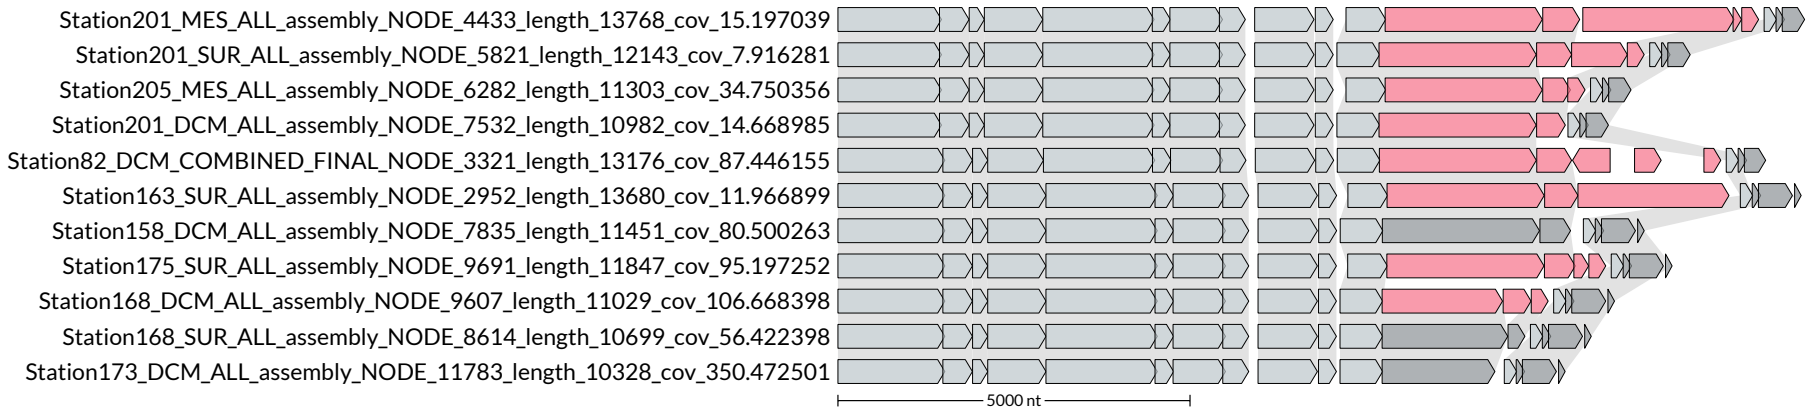 Station201_MES_ALL_assembly_NODE_4433_length_13768_cov_15.197039
Station201_SUR_ALL_assembly_NODE_5821_length_12143_cov_7.916281
Station205_MES_ALL_assembly_NODE_6282_length_11303_cov_34.750356
Station201_DCM_ALL_assembly_NODE_7532_length_10982_cov_14.668985
Station82_DCM_COMBINED_FINAL_NODE_3321_length_13176_cov_87.446155
Station163_SUR_ALL_assembly_NODE_2952_length_13680_cov_11.966899
Station158_DCM_ALL_assembly_NODE_7835_length_11451_cov_80.500263
Station175_SUR_ALL_assembly_NODE_9691_length_11847_cov_95.197252
Station168_DCM_ALL_assembly_NODE_9607_length_11029_cov_106.668398
Station168_SUR_ALL_assembly_NODE_8614_length_10699_cov_56.422398
Station173_DCM_ALL_assembly_NODE_11783_length_10328_cov_350.472501
5000 nt